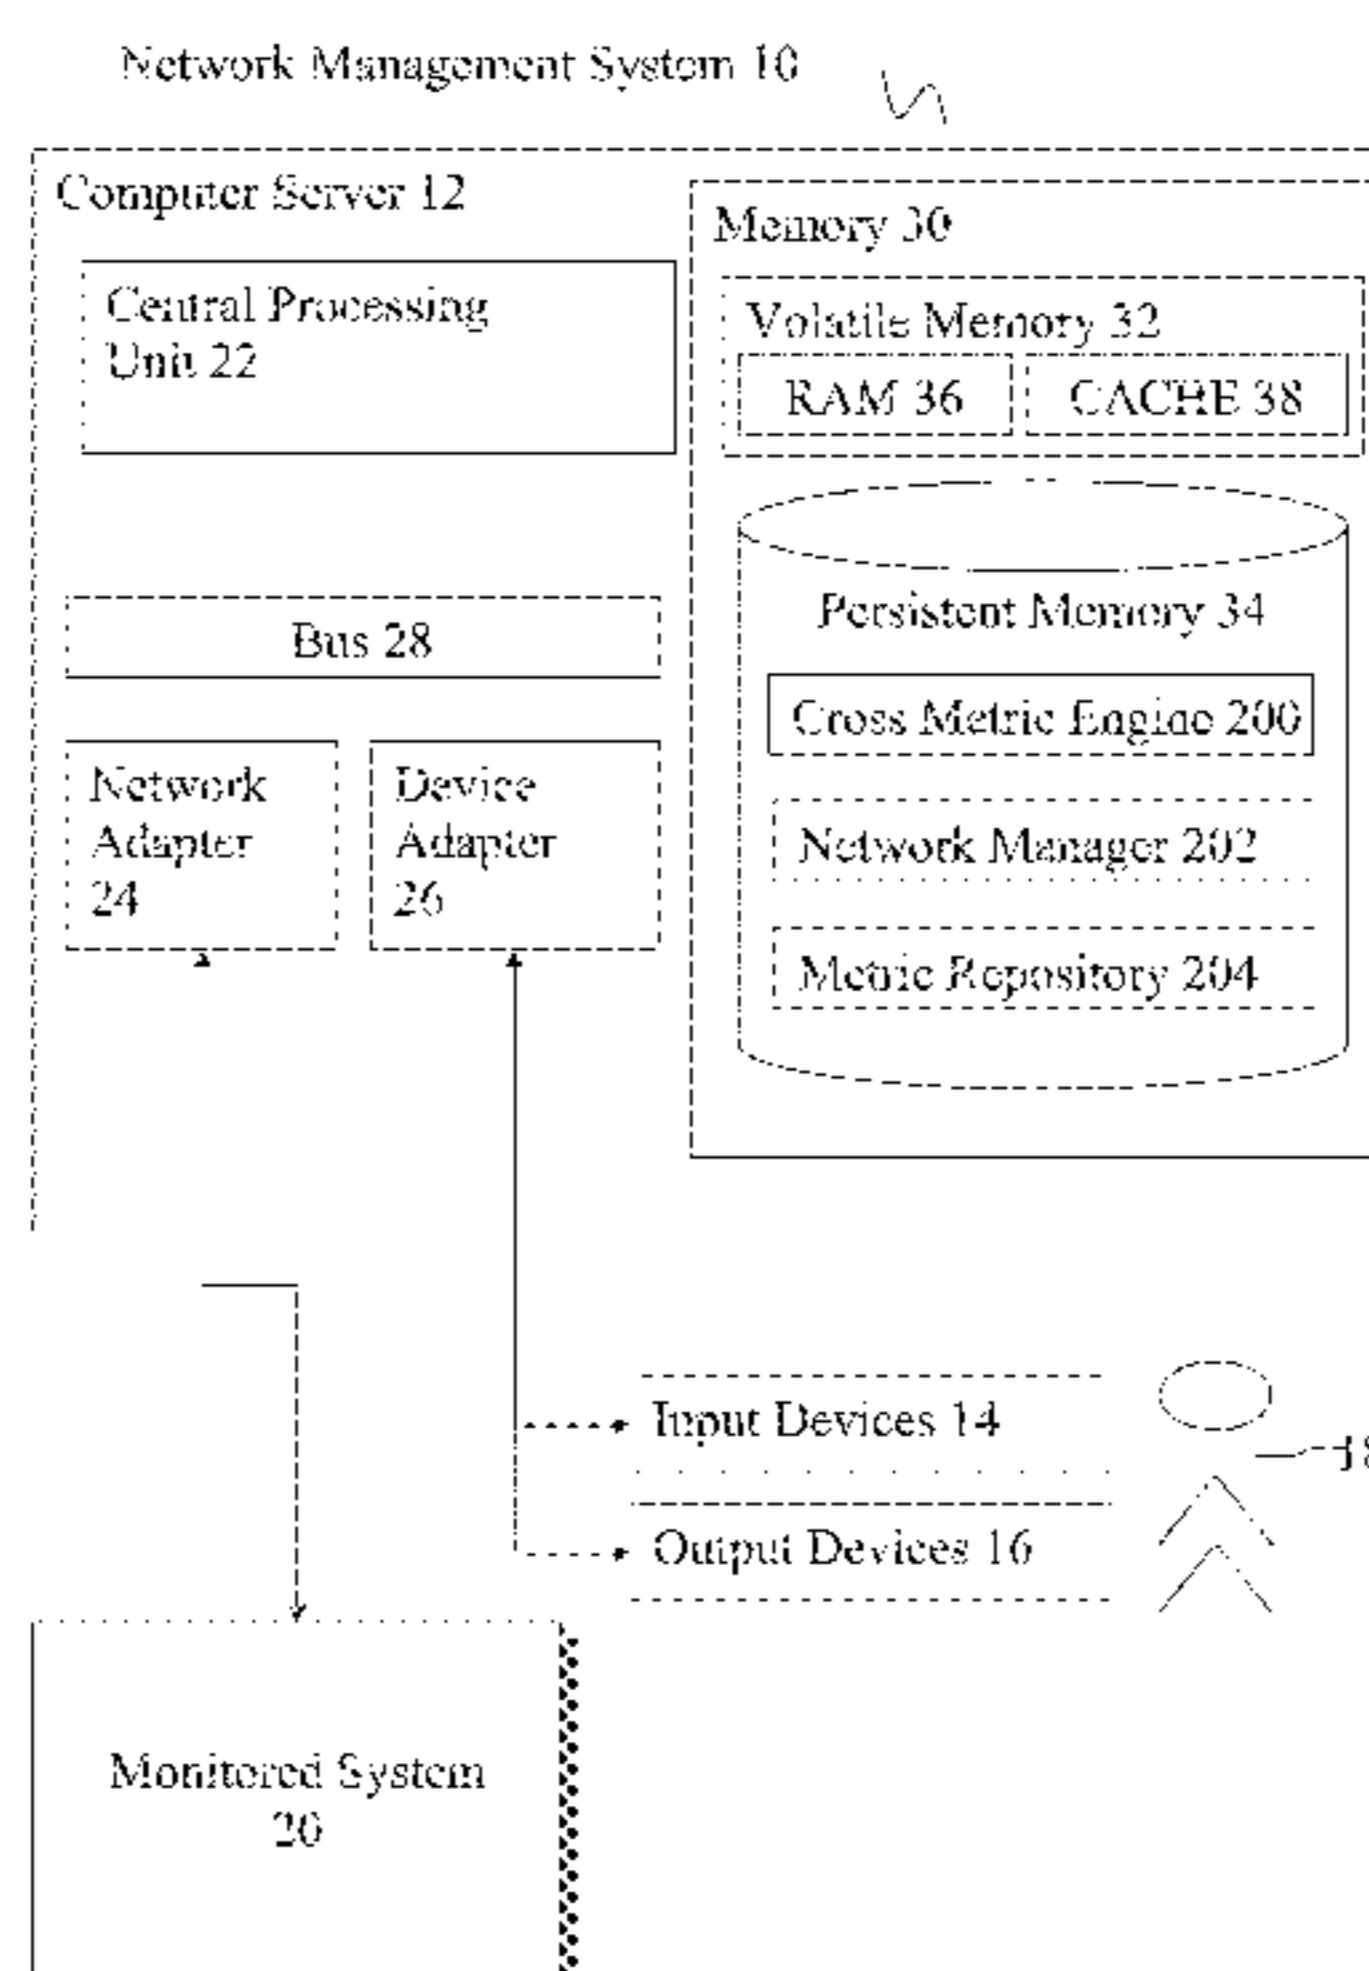 Network Management System 10
Computer Server 12
Central Processing
Unit 22
Bus 28
Network
Adapter
24
Device
Adapter
26
Memory 30
Volatile Memory 32
RAM 36
CACHE 38
Persistent Memory 34
Cross Metric Engine 200
Network Manager 202
Metric Repository 204
Input Devices 14
18
Output Devices 16
Monitored System
20